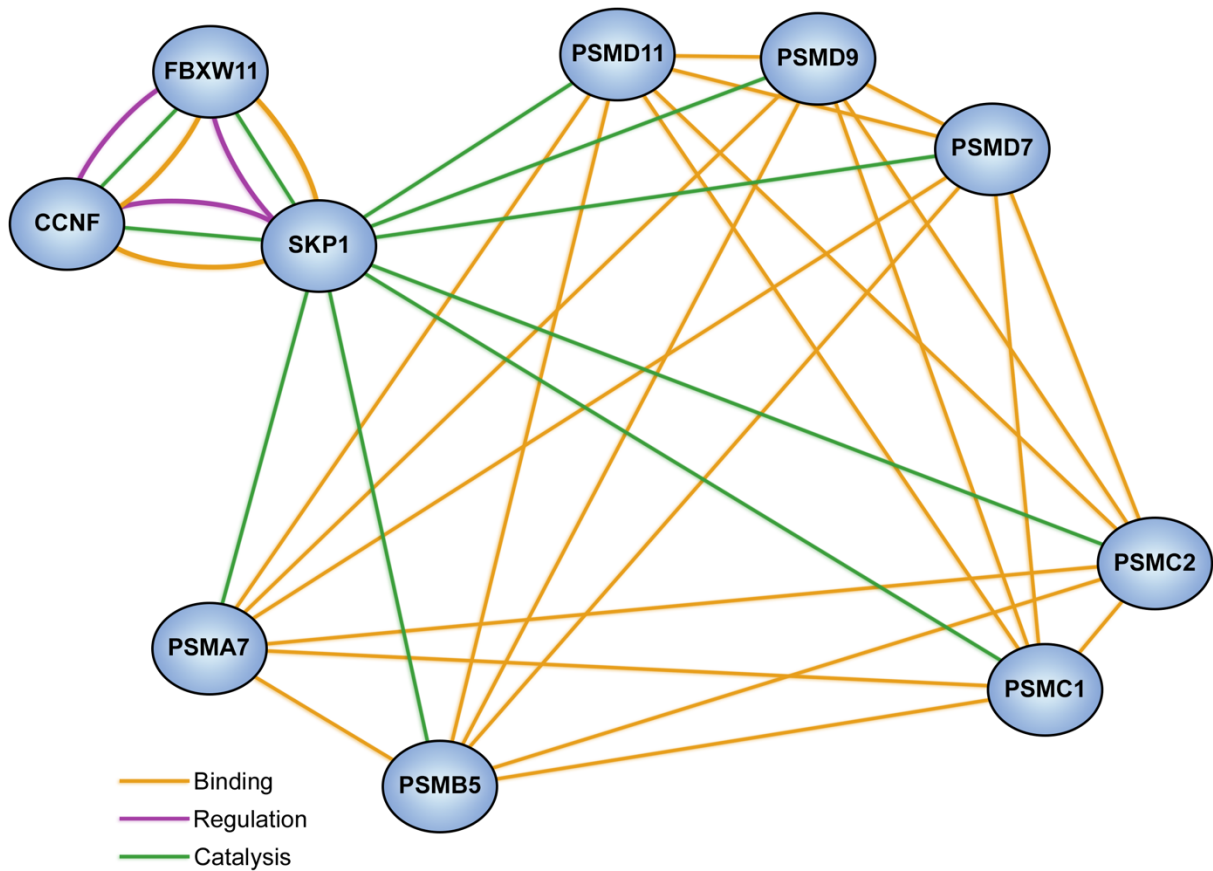 PSMD11
PSMD9
FBXW11
PSMD7
CCNF
SKP1
PSMC2
PSMA7
PSMC1
PSMB5
Binding
Regulation
Catalysis